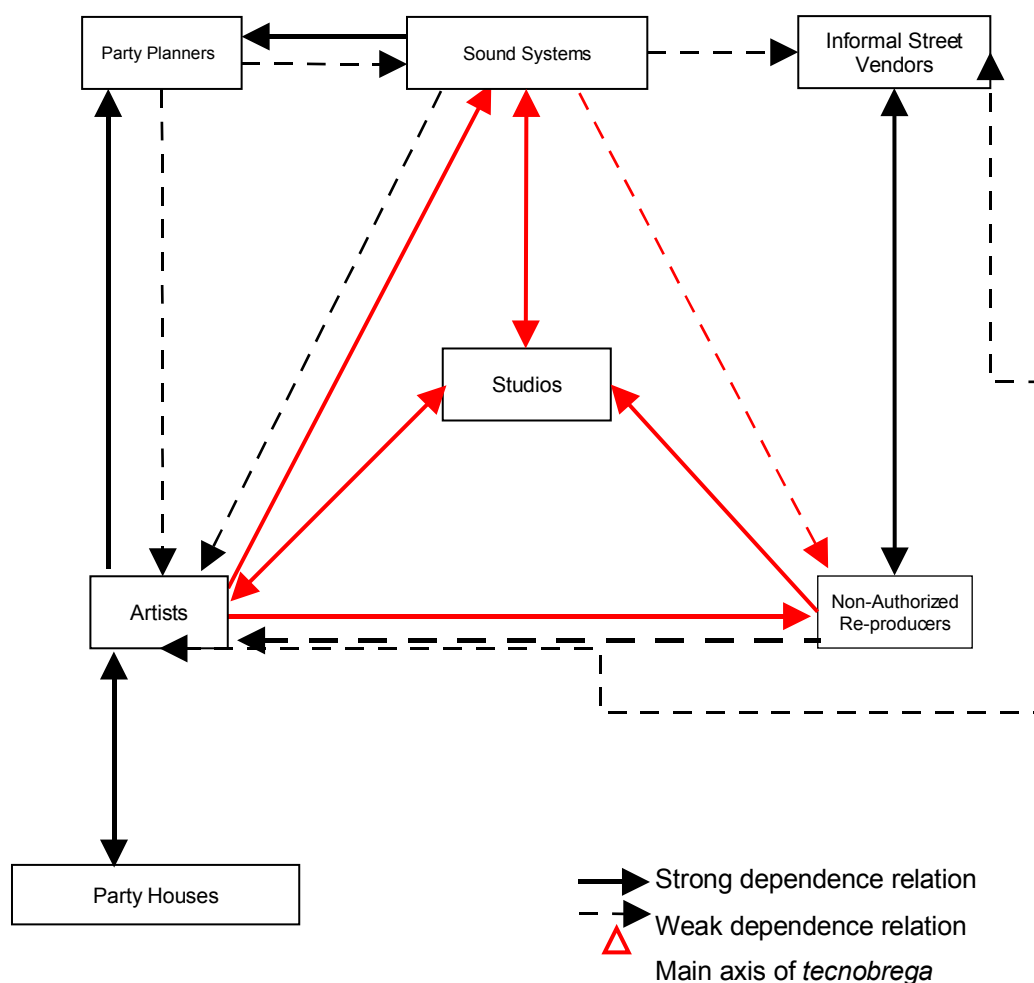 Party Planners
Sound Systems
Informal Street
Vendors
Studios
Artists
Non-Authorized
Re-producers
Party Houses
Strong dependence relation
Weak dependence relation
Main axis of tecnobrega